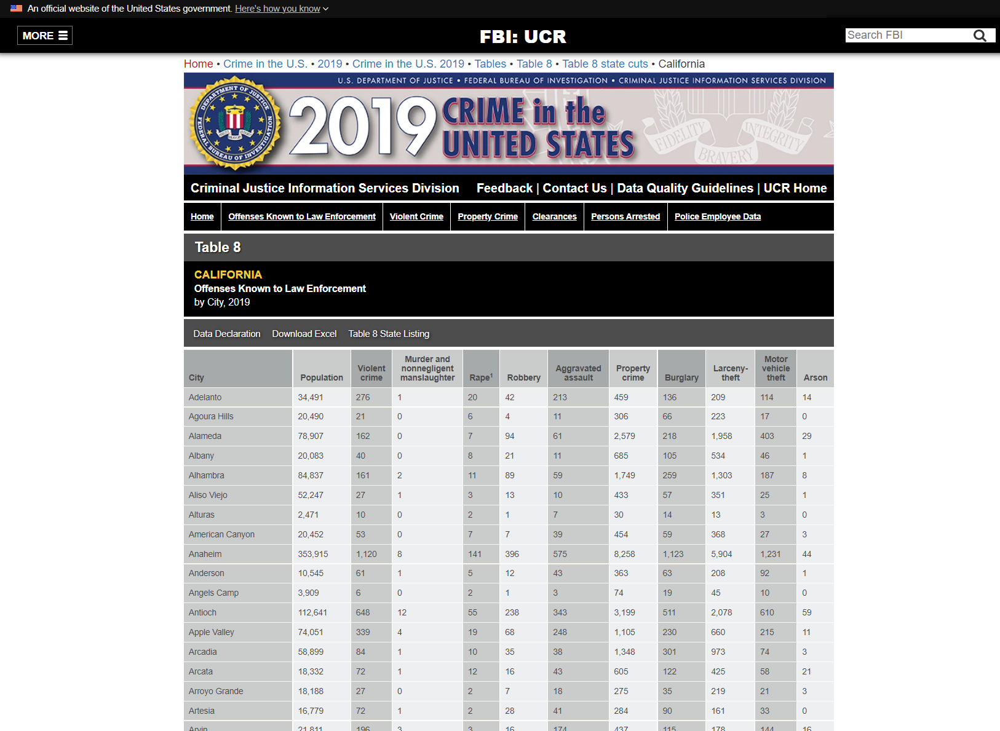 An official website of the United States government. Here's how you know
MORE
FBI: UCR
Search FBI
Home • Crime in the U.S. • 2019 • Crime in the U.S. 2019 • Tables • Table 8 • Table 8 state cuts • California
U.S. DEPARTMENT OF JUSTICE • FEDERAL BUREAU OF INVESTIGATION • CRIMINAL JUSTICE INFORMATION SERVICES DIVISION
DEPARTMENT OF JUSTICE
FEDERAL BUREAU OF INVESTIGATION
2019 CRIME in the
UNITED STATES
FIDELITY
BRAVERY
INTEGRITY
Criminal Justice Information Services Division Feedback | Contact Us | Data Quality Guidelines | UCR Home
Home Offenses Known to Law Enforcement Violent Crime Property Crime Clearances Persons Arrested Police Employee Data
Table 8
CALIFORNIA
Offenses Known to Law Enforcement
by City, 2019
Data Declaration Download Excel Table 8 State Listing
City Population Violent crime Murder and nonnegligent manslaughter Rape1 Robbery Aggravated assault Property crime Burglary Larceny-theft Motor vehicle theft Arson
Adelanto 34,491 276 1 20 42 213 459 136 209 114 14
Agoura Hills 20,490 21 0 6 4 11 306 66 223 17 0
Alameda 78,907 162 0 7 94 61 2,579 218 1,958 403 29
Albany 20,083 40 0 8 21 11 685 105 534 46 1
Alhambra 84,837 161 2 11 89 59 1,749 259 1,303 187 8
Aliso Viejo 52,247 27 1 3 13 10 433 57 351 25 1
Alturas 2,471 10 0 2 1 7 30 14 13 3 0
American Canyon 20,452 53 0 7 7 39 454 59 368 27 3
Anaheim 353,915 1,120 8 141 396 575 8,258 1,123 5,904 1,231 44
Anderson 10,545 61 1 5 12 43 363 63 208 92 1
Angels Camp 3,909 6 0 2 1 3 74 19 45 10 0
Antioch 112,641 648 12 55 238 343 3,199 511 2,078 610 59
Apple Valley 74,051 339 4 19 68 248 1,105 230 660 215 11
Arcadia 58,899 84 1 10 35 38 1,348 301 973 74 3
Arcata 18,332 72 1 12 16 43 605 122 425 58 21
Arroyo Grande 18,188 27 0 2 7 18 275 35 219 21 3
Artesia 16,779 72 1 2 28 41 284 90 161 33 0
Arvin 21,811 196 3 3 16 174 437 115 178 144 16